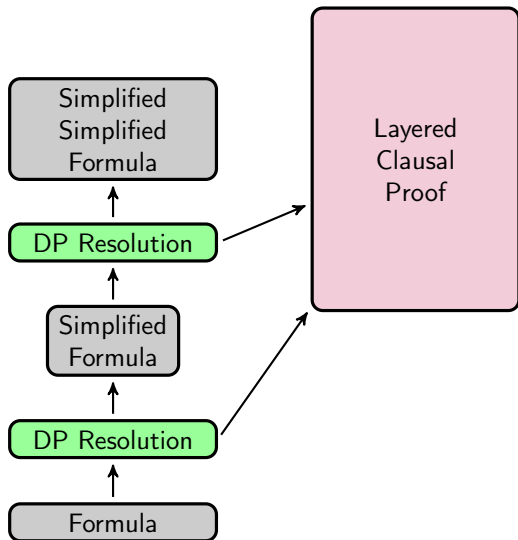 Simplified
Simplified
Formula
Layered
Clausal
Proof
DP Resolution
Simplified
Formula
DP Resolution
Formula